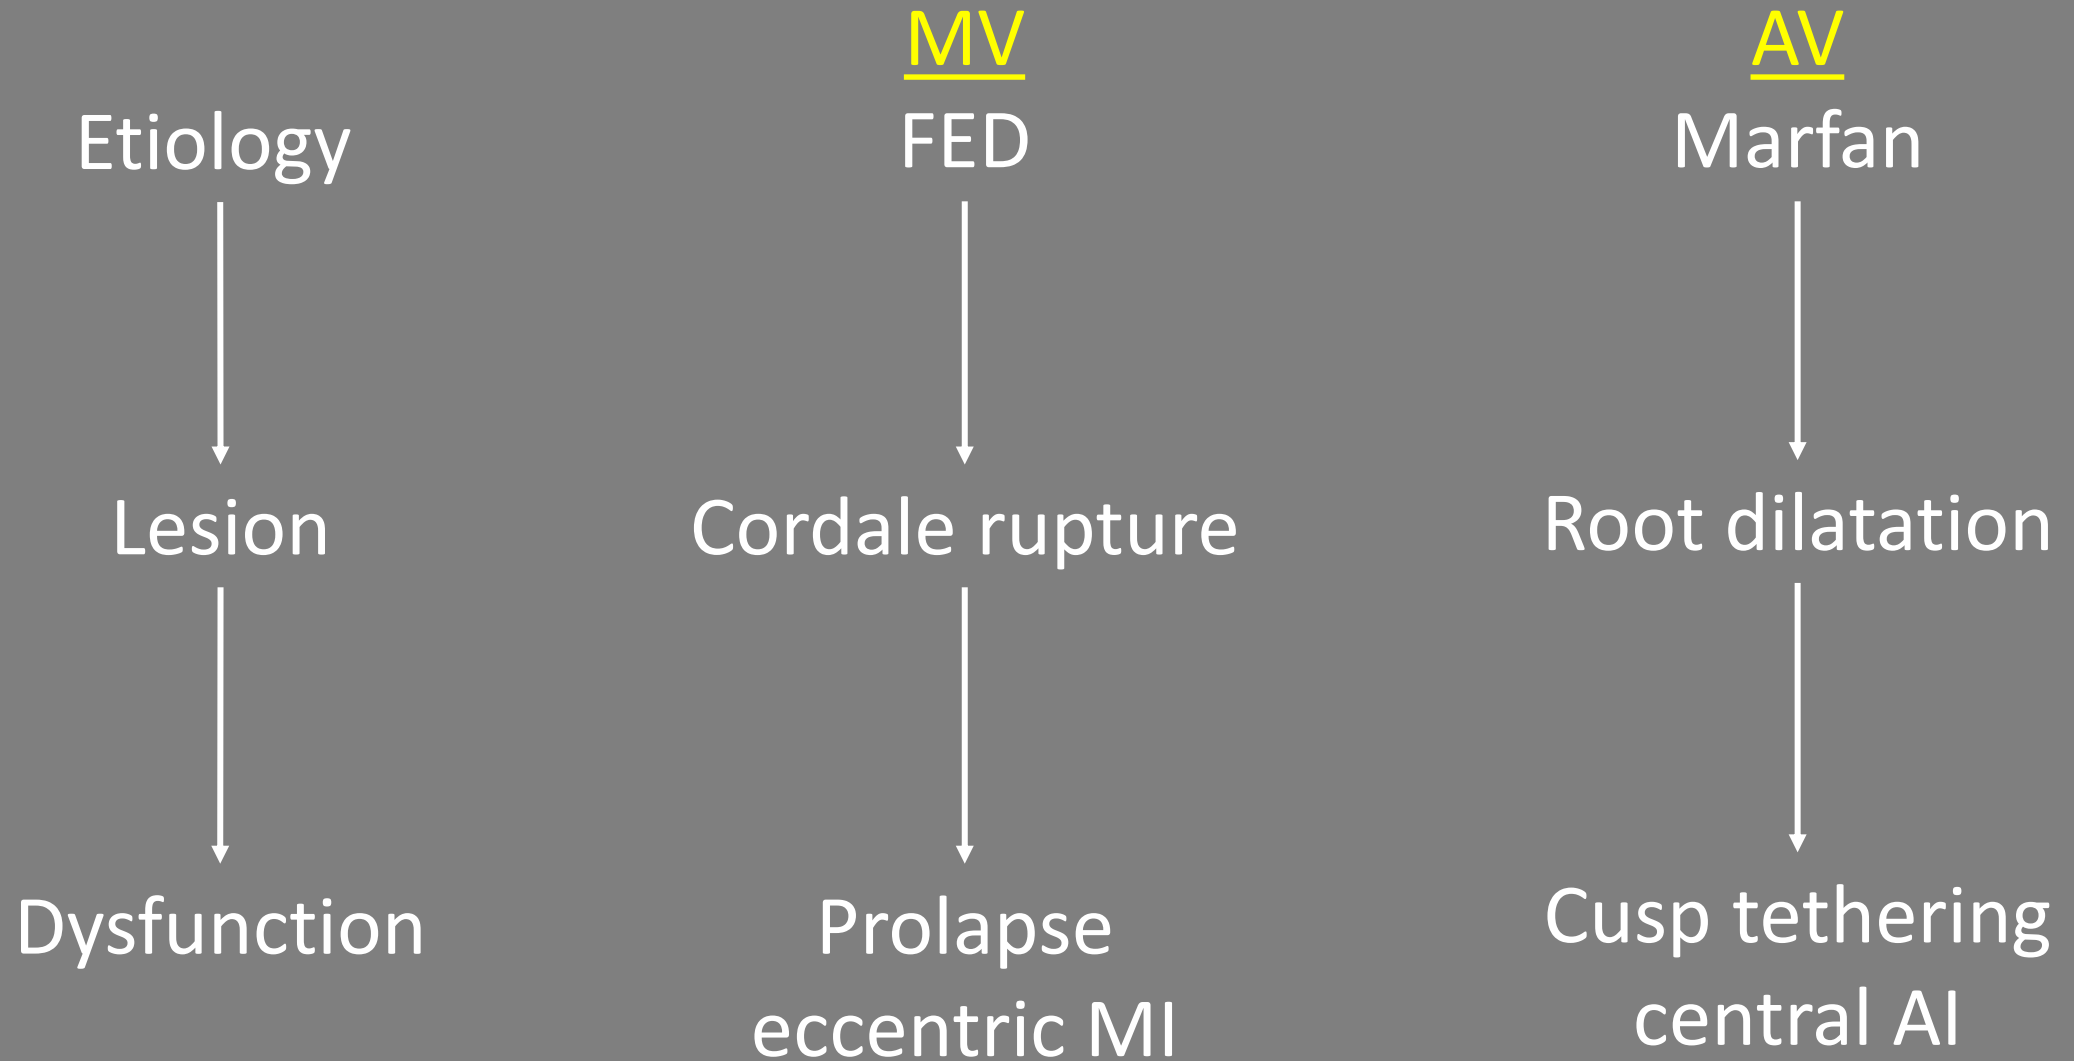 MV
AV
Etiology
FED
Marfan
Lesion
Cordale rupture
Root dilatation
Dysfunction
Prolapse
eccentric MI
Cusp tethering
central AI